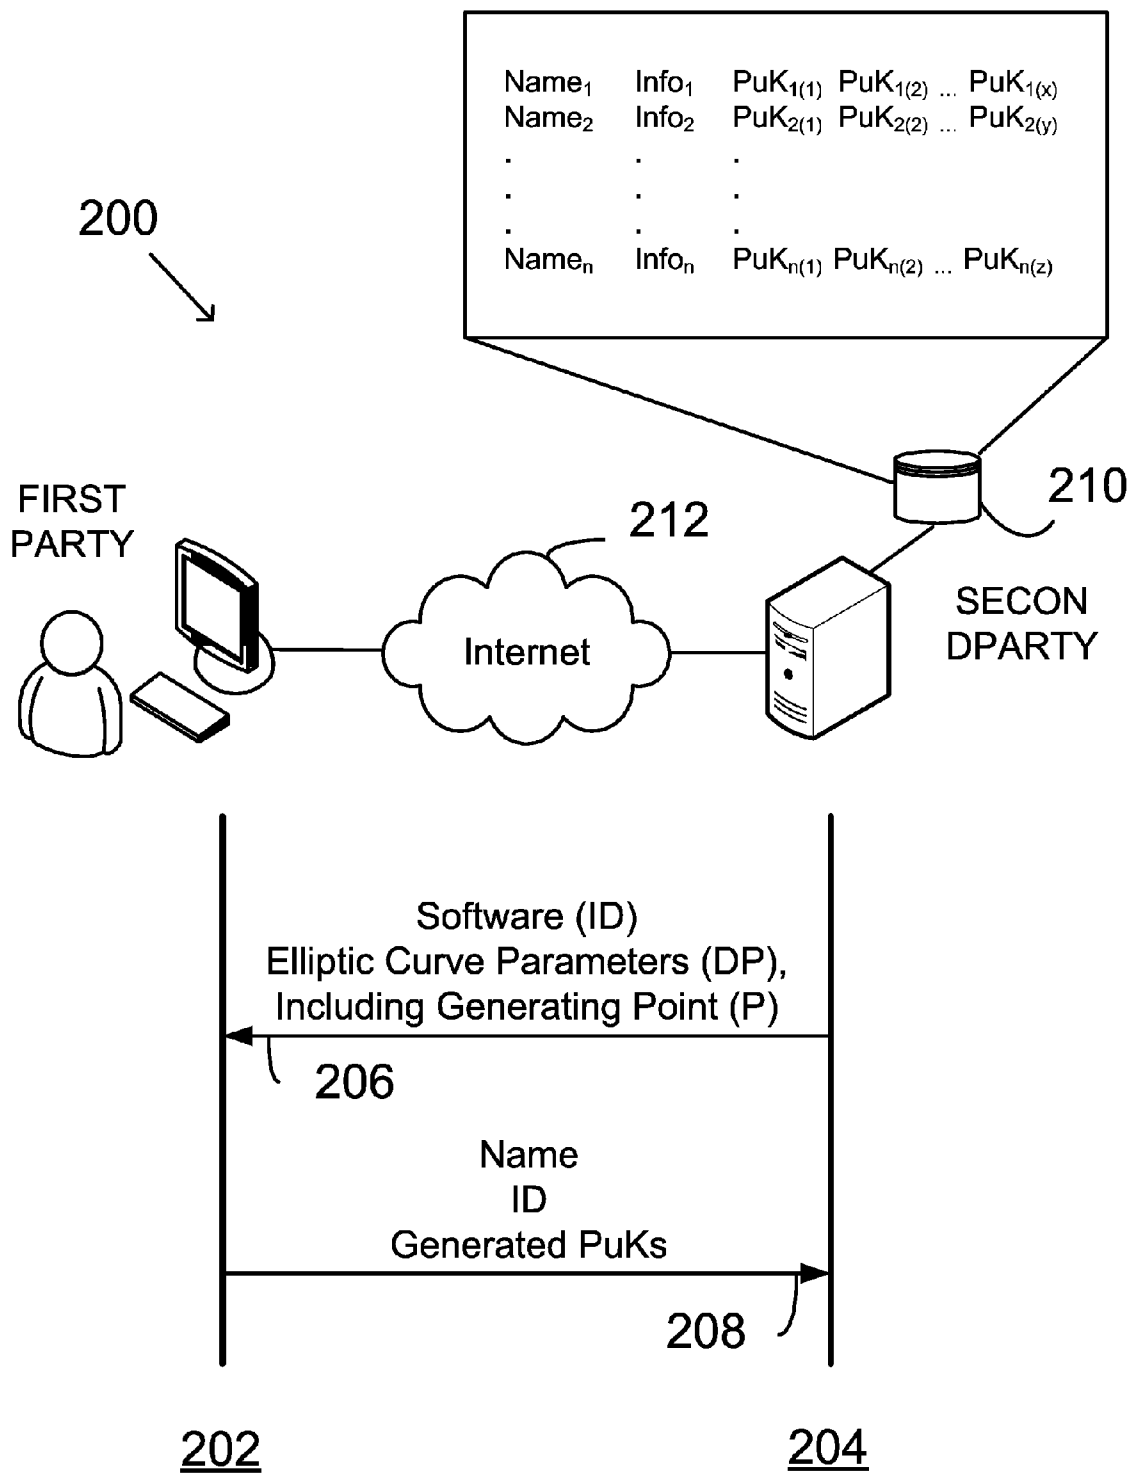 Name1 Info1 PuK1(1) PuK1(2) ... PuK1(x)
Name2 Info2 PuK2(1) PuK2(2) ... PuK2(y)
. . .
. . .
. . .
Namen Infon PuKn(1) PuKn(2) ... PuKn(z)
200
210
FIRST
PARTY
212
SECON
DPARTY
Internet
Software (ID)
Elliptic Curve Parameters (DP),
Including Generating Point (P)
206
Name
ID
Generated PuKs
208
202
204